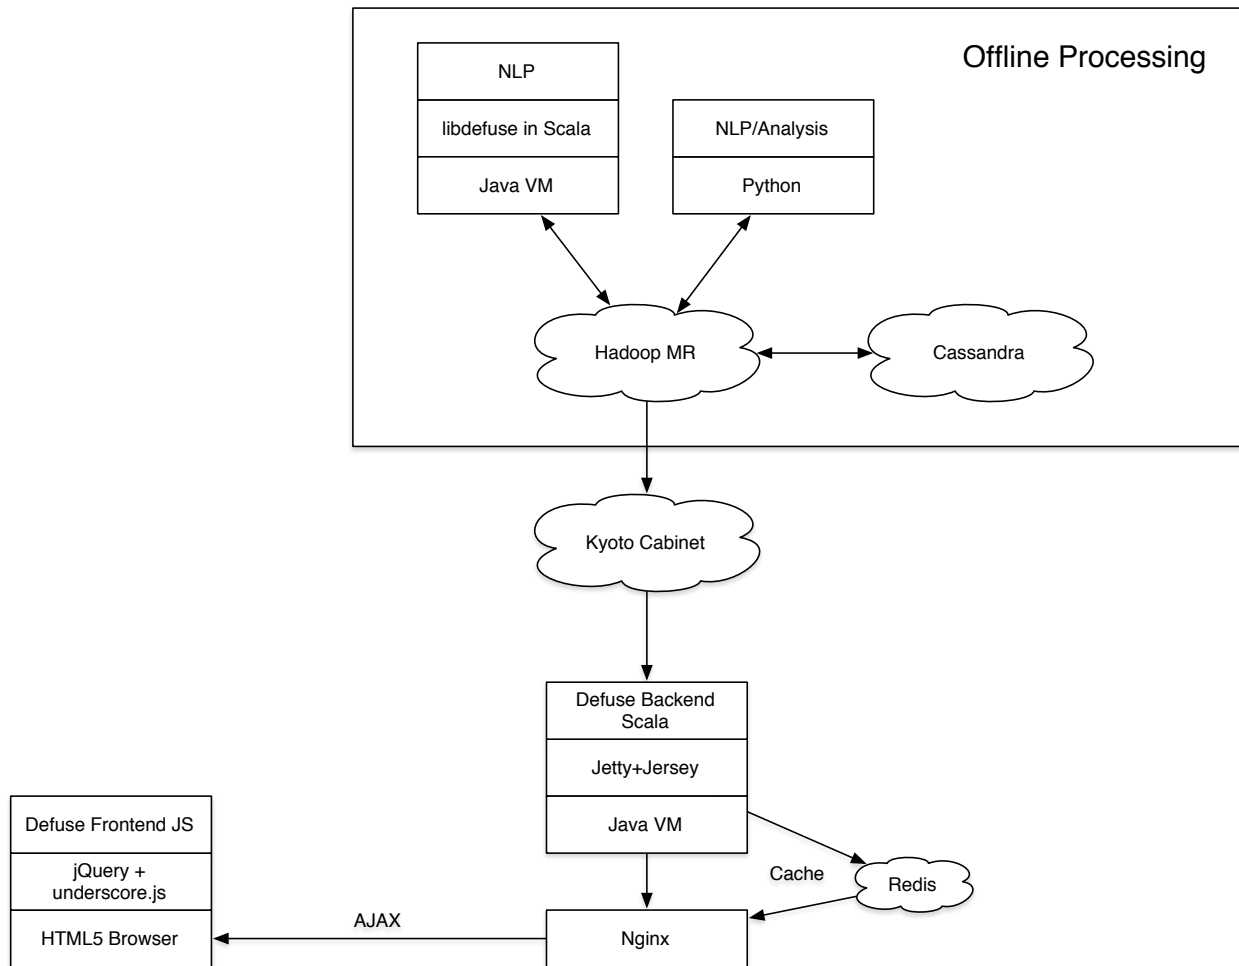 Offline Processing
NLP
libdefuse in Scala
Java VM
NLP/Analysis
Python
Hadoop MR
Cassandra
Kyoto Cabinet
Defuse Backend
Scala
Jetty+Jersey
Java VM
Cache
Redis
Nginx
AJAX
Defuse Frontend JS
jQuery +
underscore.js
HTML5 Browser